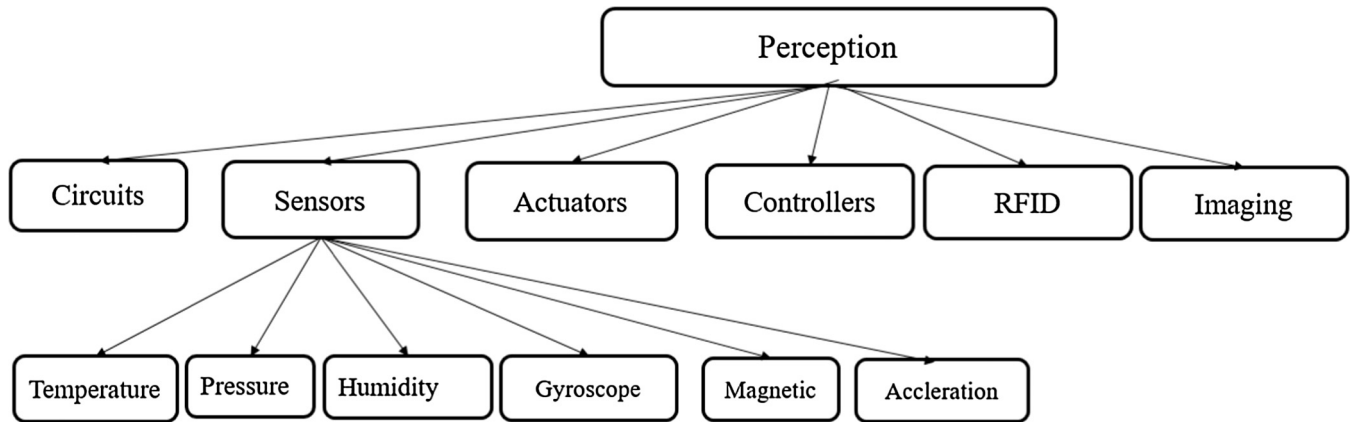 Perception
Circuits
Sensors
Actuators
Controllers
RFID
Imaging
Temperature
Pressure
Humidity
Gyroscope
Magnetic
Accleration